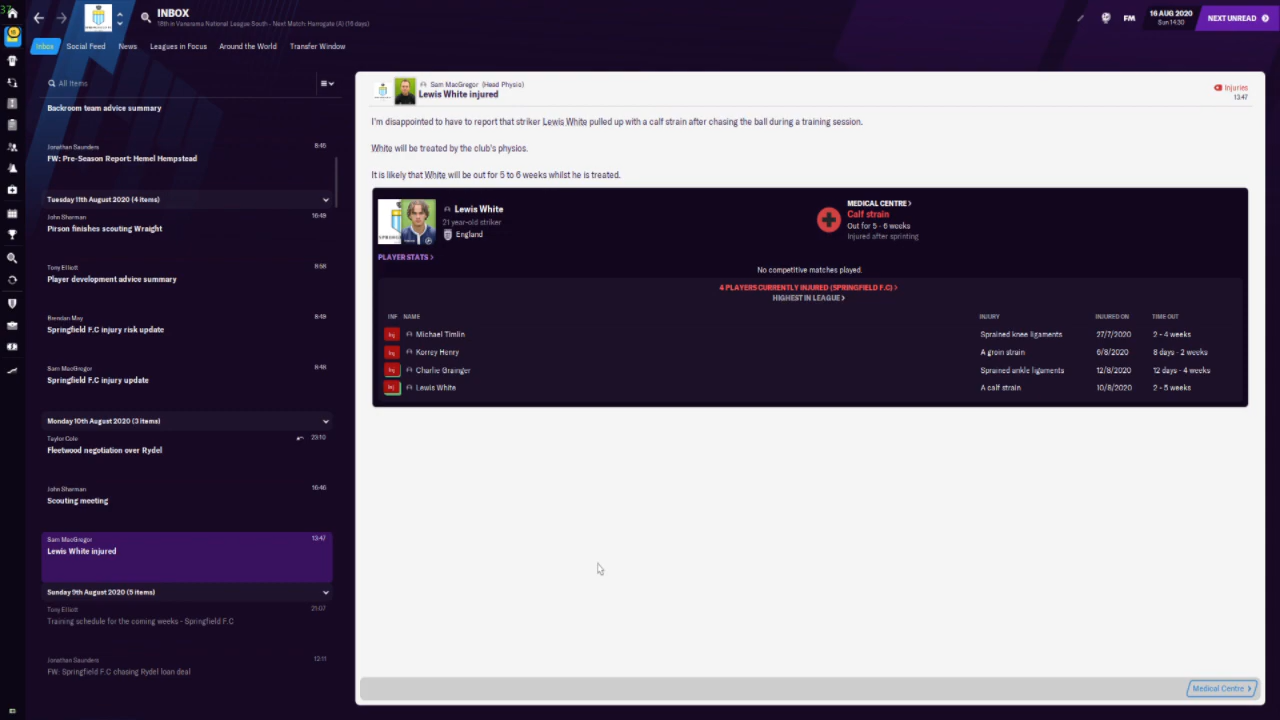 INBOX
18th in Vanarama National League South - Next Match: Harrogate (A) (16 days)
FM
16 AUG 2020
Sun 14:30
NEXT UNREAD
Inbox
Social Feed
News
Leagues in Focus
Around the World
Transfer Window
All Items
Backroom team advice summary
Jonathan Saunders
8:45
FW: Pre-Season Report: Hemel Hempstead
Tuesday 11th August 2020 (4 items)
John Sharman
16:49
Pirson finishes scouting Wraight
Tony Elliott
8:58
Player development advice summary
Brendan May
8:49
Springfield F.C injury risk update
Sam MacGregor
8:48
Springfield F.C injury update
Monday 10th August 2020 (3 items)
Taylor Cole
23:10
Fleetwood negotiation over Rydel
John Sharman
16:46
Scouting meeting
Sam MacGregor
13:47
Lewis White injured
Sunday 9th August 2020 (5 items)
Tony Elliott
21:07
Training schedule for the coming weeks - Springfield F.C
Jonathan Saunders
12:11
FW: Springfield F.C chasing Rydel loan deal
Sam MacGregor (Head Physio)
Lewis White injured
Injuries
13:47
I'm disappointed to have to report that striker Lewis White pulled up with a calf strain after chasing the ball during a training session.
White will be treated by the club's physios.
It is likely that White will be out for 5 to 6 weeks whilst he is treated.
Lewis White
21 year-old striker
England
PLAYER STATS >
MEDICAL CENTRE >
Calf strain
Out for 5 - 6 weeks
Injured after sprinting
No competitive matches played.
4 PLAYERS CURRENTLY INJURED (SPRINGFIELD F.C) >
HIGHEST IN LEAGUE >
INF NAME INJURY INJURED ON TIME OUT
Inj Michael Timlin Sprained knee ligaments 27/7/2020 2 - 4 weeks
Inj Korrey Henry A groin strain 6/8/2020 8 days - 2 weeks
Inj Charlie Grainger Sprained ankle ligaments 12/8/2020 12 days - 4 weeks
Inj Lewis White A calf strain 10/8/2020 2 - 5 weeks
Medical Centre >